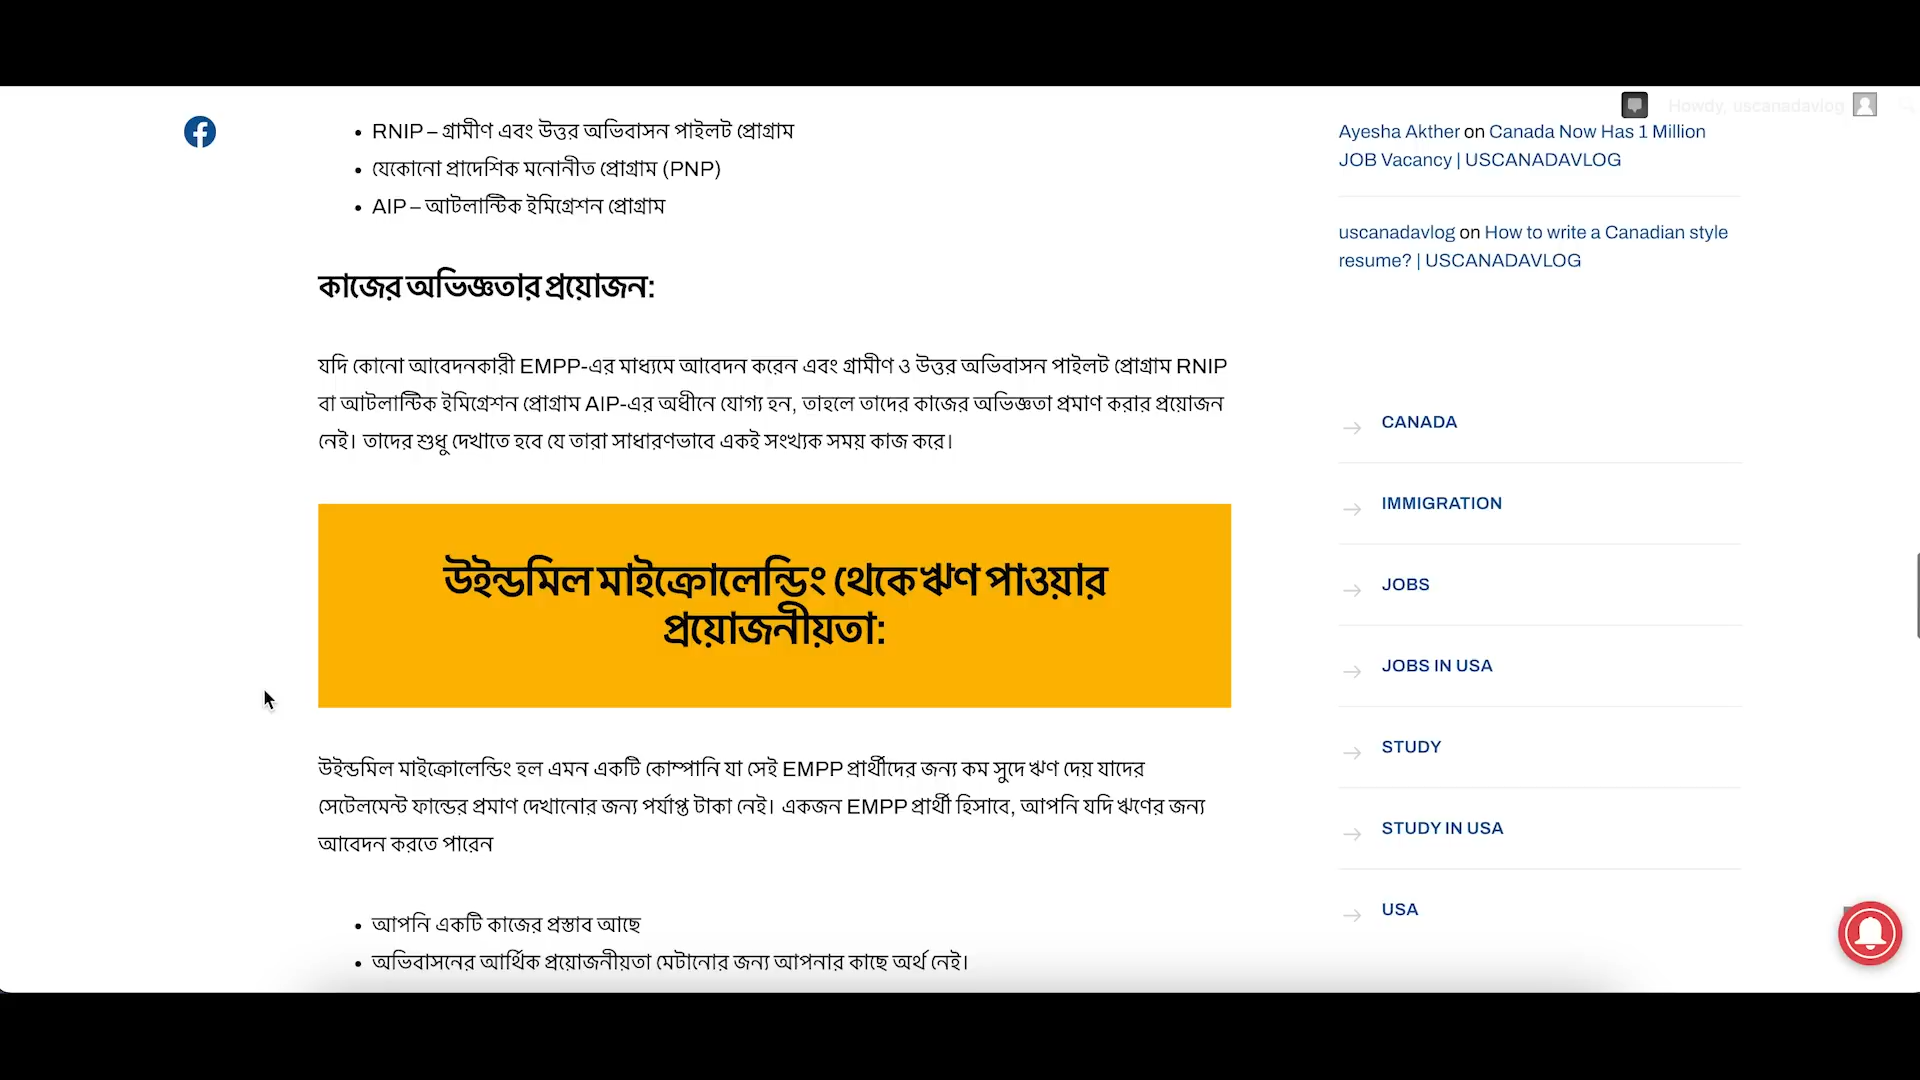 Howdy, uscanadavlog
RNIP – গ্রামীণ এবং উত্তর অভিবাসন পাইলট প্রোগ্রাম
যেকোনো প্রাদেশিক মনোনীত প্রোগ্রাম (PNP)
AIP – আটলান্টিক ইমিগ্রেশন প্রোগ্রাম
কাজের অভিজ্ঞতার প্রয়োজন:
যদি কোনো আবেদনকারী EMPP-এর মাধ্যমে আবেদন করেন এবং গ্রামীণ ও উত্তর অভিবাসন পাইলট প্রোগ্রাম RNIP
বা আটলান্টিক ইমিগ্রেশন প্রোগ্রাম AIP-এর অধীনে যোগ্য হন, তাহলে তাদের কাজের অভিজ্ঞতা প্রমাণ করার প্রয়োজন
নেই। তাদের শুধু দেখাতে হবে যে তারা সাধারণভাবে একই সংখ্যক সময় কাজ করে।
উইন্ডমিল মাইক্রোলেন্ডিং থেকে ঋণ পাওয়ার
প্রয়োজনীয়তা:
উইন্ডমিল মাইক্রোলেন্ডিং হল এমন একটি কোম্পানি যা সেই EMPP প্রার্থীদের জন্য কম সুদে ঋণ দেয় যাদের
সেটেলমেন্ট ফান্ডের প্রমাণ দেখানোর জন্য পর্যাপ্ত টাকা নেই। একজন EMPP প্রার্থী হিসাবে, আপনি যদি ঋণের জন্য
আবেদন করতে পারেন
আপনি একটি কাজের প্রস্তাব আছে
অভিবাসনের আর্থিক প্রয়োজনীয়তা মেটানোর জন্য আপনার কাছে অর্থ নেই।
Ayesha Akther on Canada Now Has 1 Million
JOB Vacancy | USCANADAVLOG
uscanadavlog on How to write a Canadian style
resume? | USCANADAVLOG
CANADA
IMMIGRATION
JOBS
JOBS IN USA
STUDY
STUDY IN USA
USA